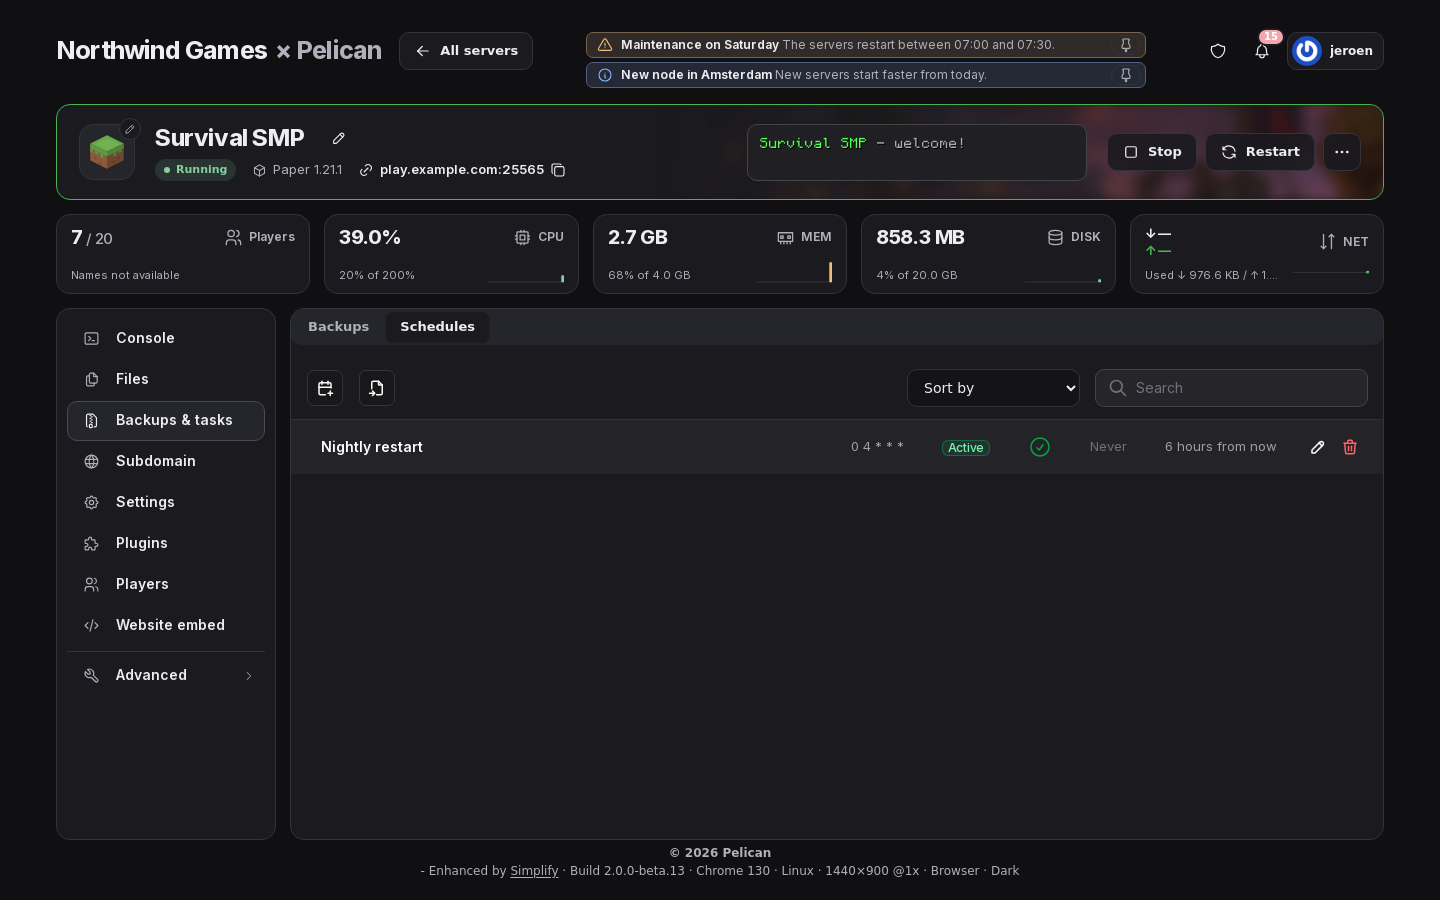 Northwind Games × Pelican
All servers
Maintenance on Saturday The servers restart between 07:00 and 07:30.
New node in Amsterdam New servers start faster from today.
15
jeroen
Survival SMP
Running
Paper 1.21.1
play.example.com:25565
Survival SMP - welcome!
Stop
Restart
7 / 20
Players
Names not available
39.0%
CPU
20% of 200%
2.7 GB
MEM
68% of 4.0 GB
858.3 MB
DISK
4% of 20.0 GB
↓—
↑—
NET
Used ↓ 976.6 KB / ↑ 1....
Console
Files
Backups & tasks
Subdomain
Settings
Plugins
Players
Website embed
Advanced
Backups
Schedules
Sort by
Search
Nightly restart
0 4 * * *
Active
Never
6 hours from now
© 2026 Pelican
- Enhanced by Simplify · Build 2.0.0-beta.13 · Chrome 130 · Linux · 1440×900 @1x · Browser · Dark